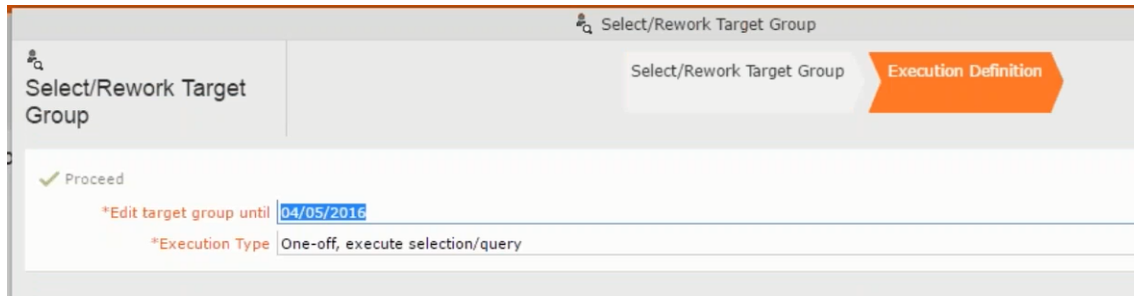 Select/Rework Target Group
Select/Rework Target
Group
Select/Rework Target Group
Execution Definition
Proceed
*Edit target group until 04/05/2016
*Execution Type One-off, execute selection/query